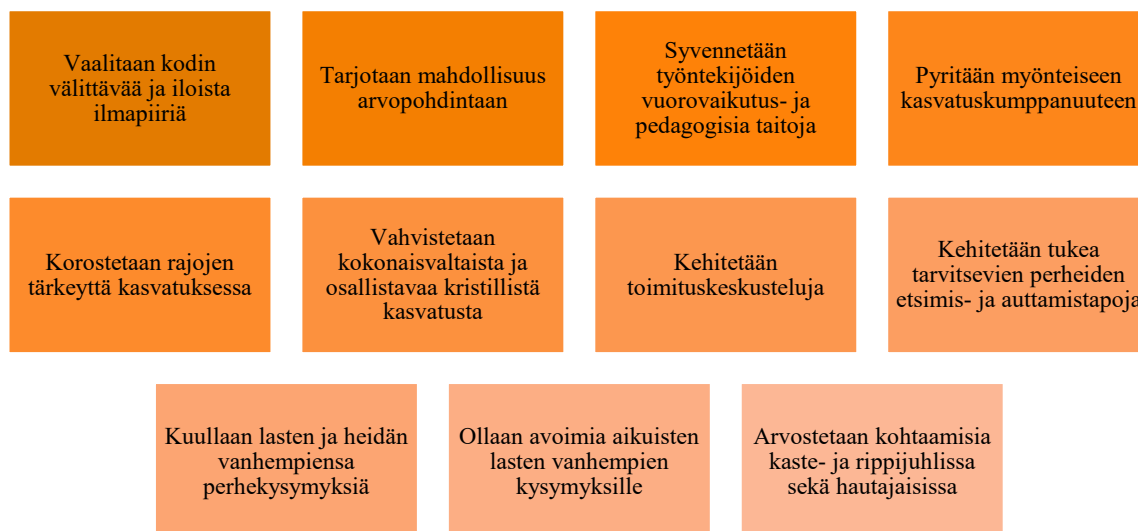 Vaalitaan kodin
välittävää ja iloista
ilmapiiriä
Tarjotaan mahdollisuus
arvopohdintaan
Syvennetään
työntekijöiden
vuorovaikutus- ja
pedagogisia taitoja
Pyritään myönteiseen
kasvatuskumppanuuteen
Korostetaan rajojen
tärkeyttä kasvatuksessa
Vahvistetaan
kokonaisvaltaista ja
osallistavaa kristillistä
kasvatusta
Kehitetään
toimituskeskusteluja
Kehitetään tukea
tarvitsevien perheiden
etsimis- ja auttamistapoja
Kuullaan lasten ja heidän
vanhempiensa
perhekysymyksiä
Ollaan avoimia aikuisten
lasten vanhempien
kysymyksille
Arvostetaan kohtaamisia
kaste- ja rippijuhlissa
sekä hautajaisissa